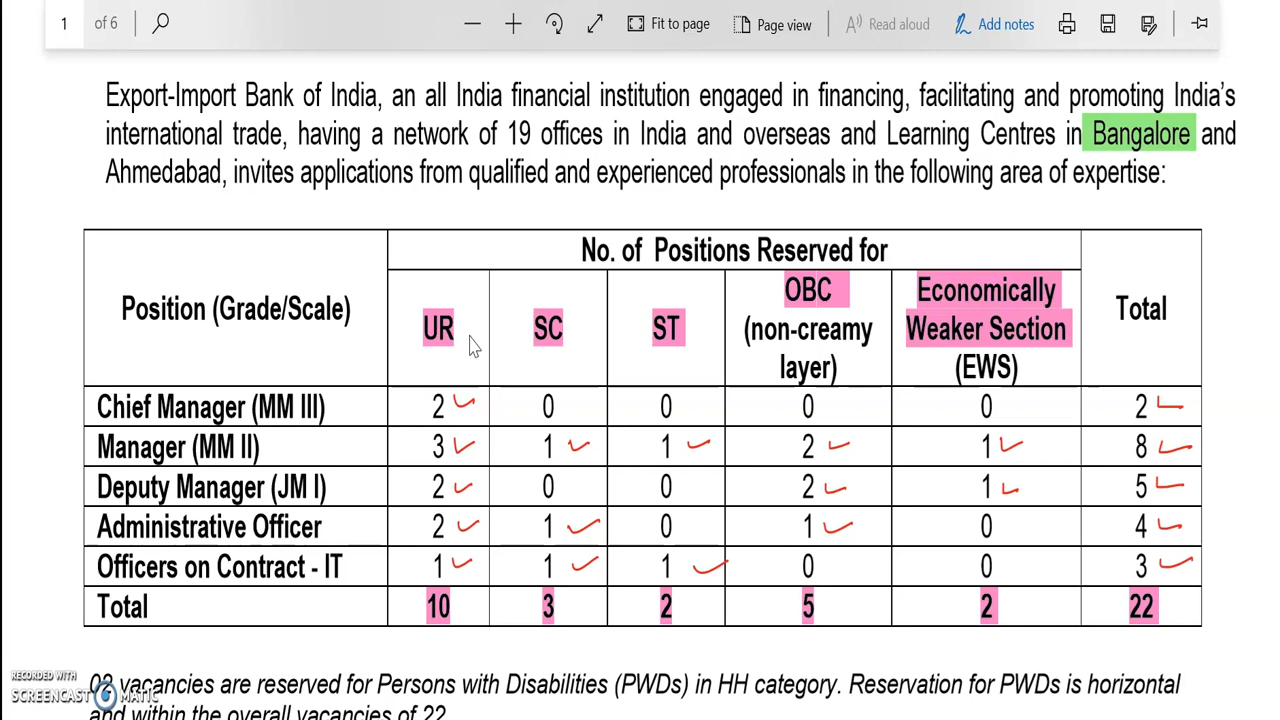 1 of 6 Fit to page Page view Read aloud Add notes
Export-Import Bank of India, an all India financial institution engaged in financing, facilitating and promoting India's
international trade, having a network of 19 offices in India and overseas and Learning Centres in Bangalore and
Ahmedabad, invites applications from qualified and experienced professionals in the following area of expertise:
Position (Grade/Scale) No. of Positions Reserved for Total
UR SC ST OBC (non-creamy layer) Economically Weaker Section (EWS)
Chief Manager (MM III) 2 0 0 0 0 2
Manager (MM II) 3 1 1 2 1 8
Deputy Manager (JM I) 2 0 0 2 1 5
Administrative Officer 2 1 0 1 0 4
Officers on Contract - IT 1 1 1 0 0 3
Total 10 3 2 5 2 22
vacancies are reserved for Persons with Disabilities (PWDs) in HH category. Reservation for PWDs is horizontal
and within the overall vacancies of 22
RECORDED WITH
SCREENCAST MATIC